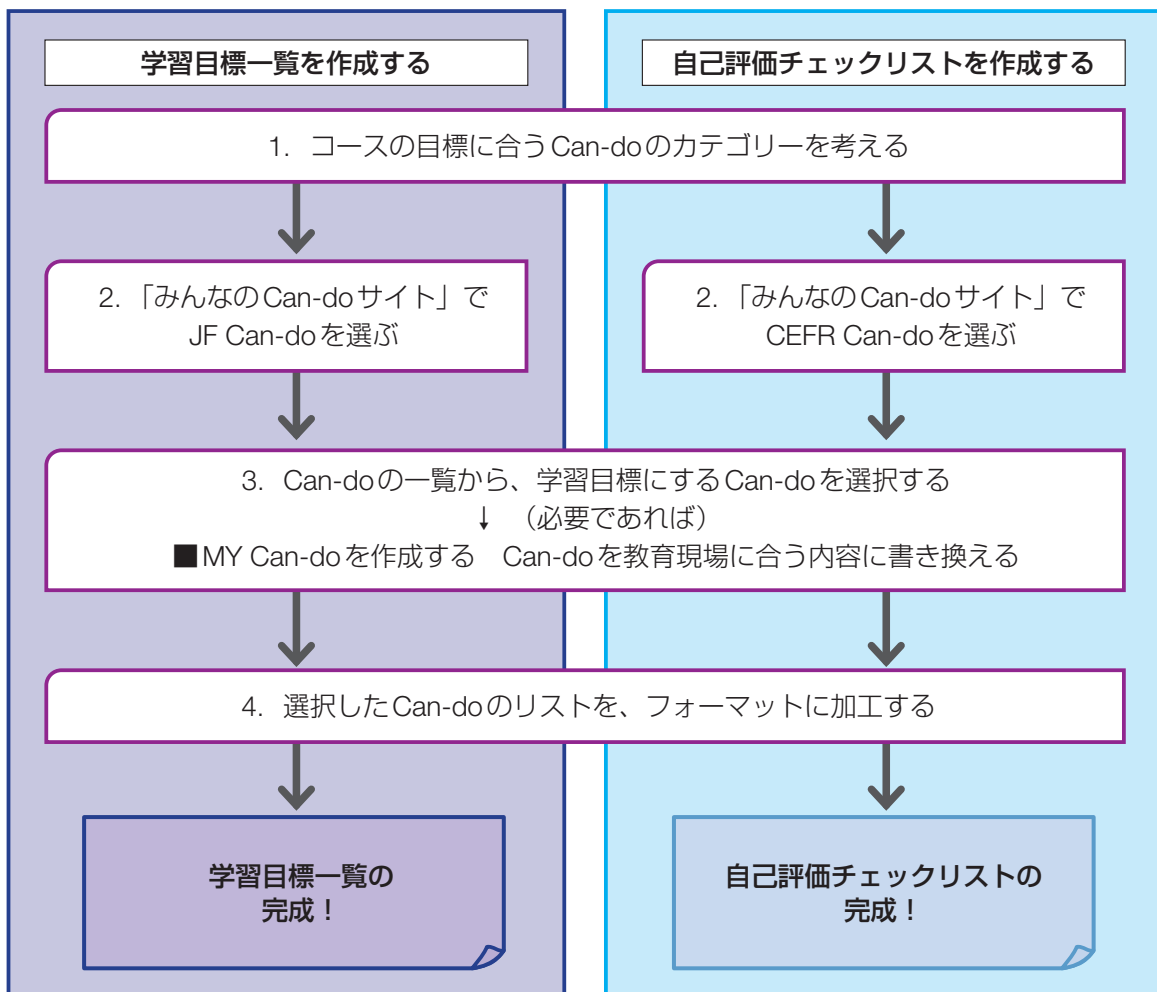 学習目標一覧を作成する
自己評価チェックリストを作成する
1. コースの目標に合うCan-doのカテゴリーを考える
2. 「みんなのCan-doサイト」で
JF Can-doを選ぶ
2. 「みんなのCan-doサイト」で
CEFR Can-doを選ぶ
3. Can-doの一覧から、学習目標にするCan-doを選択する
↓ （必要であれば）
■MY Can-doを作成する　Can-doを教育現場に合う内容に書き換える
4. 選択したCan-doのリストを、フォーマットに加工する
学習目標一覧の
完成！
自己評価チェックリストの
完成！